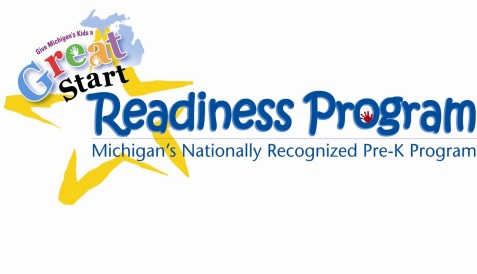 Give Michigan's Kids a
Great
Start
Readiness Program
Michigan's Nationally Recognized Pre-K Program